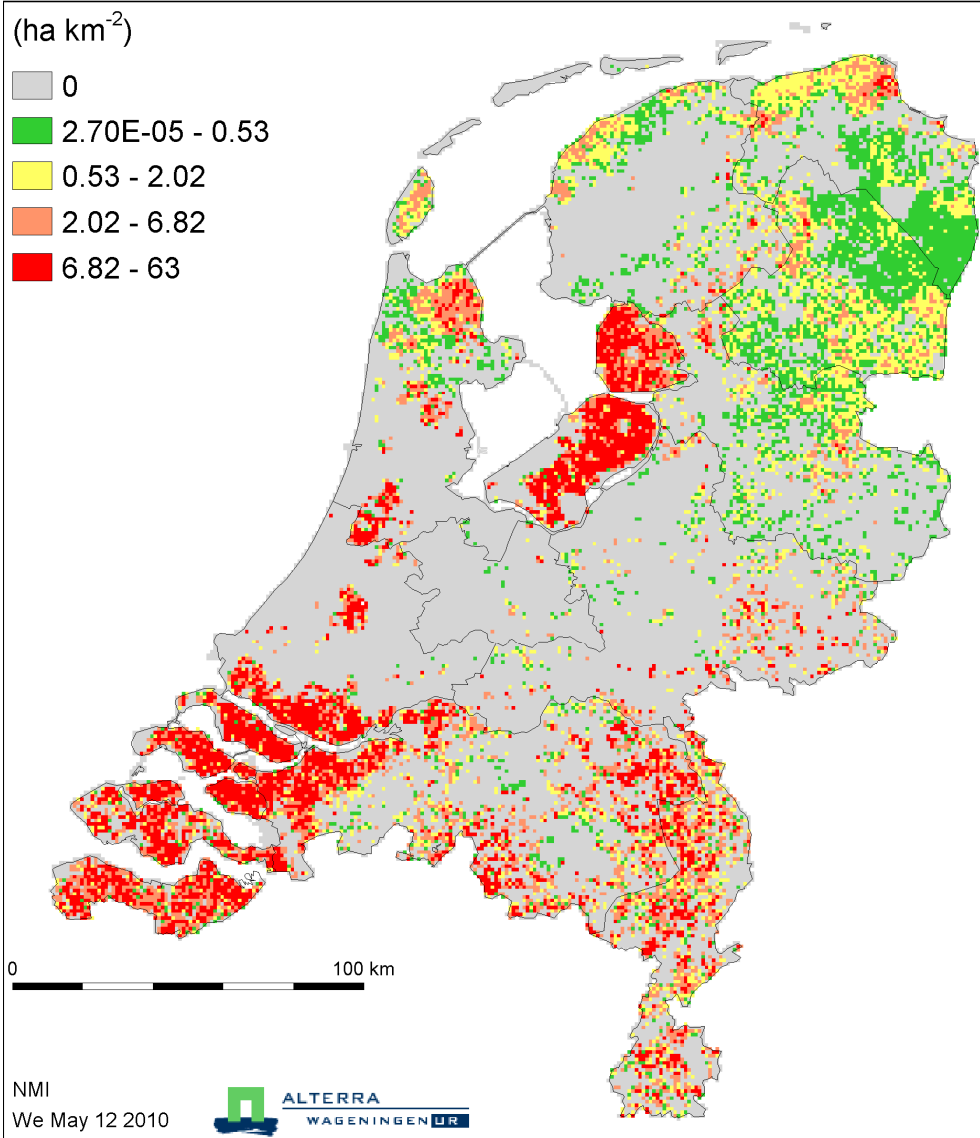 (ha km⁻²)
0
2.70E-05 - 0.53
0.53 - 2.02
2.02 - 6.82
6.82 - 63
0 100 km
NMI
We May 12 2010
ALTERRA
WAGENINGEN UR